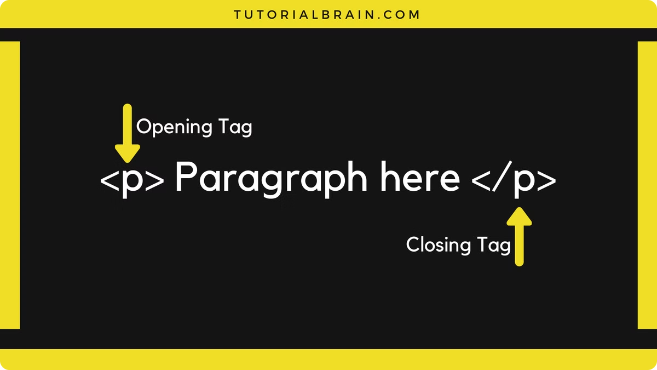 TUTORIALBRAIN.COM
Opening Tag
<p> Paragraph here </p>
Closing Tag